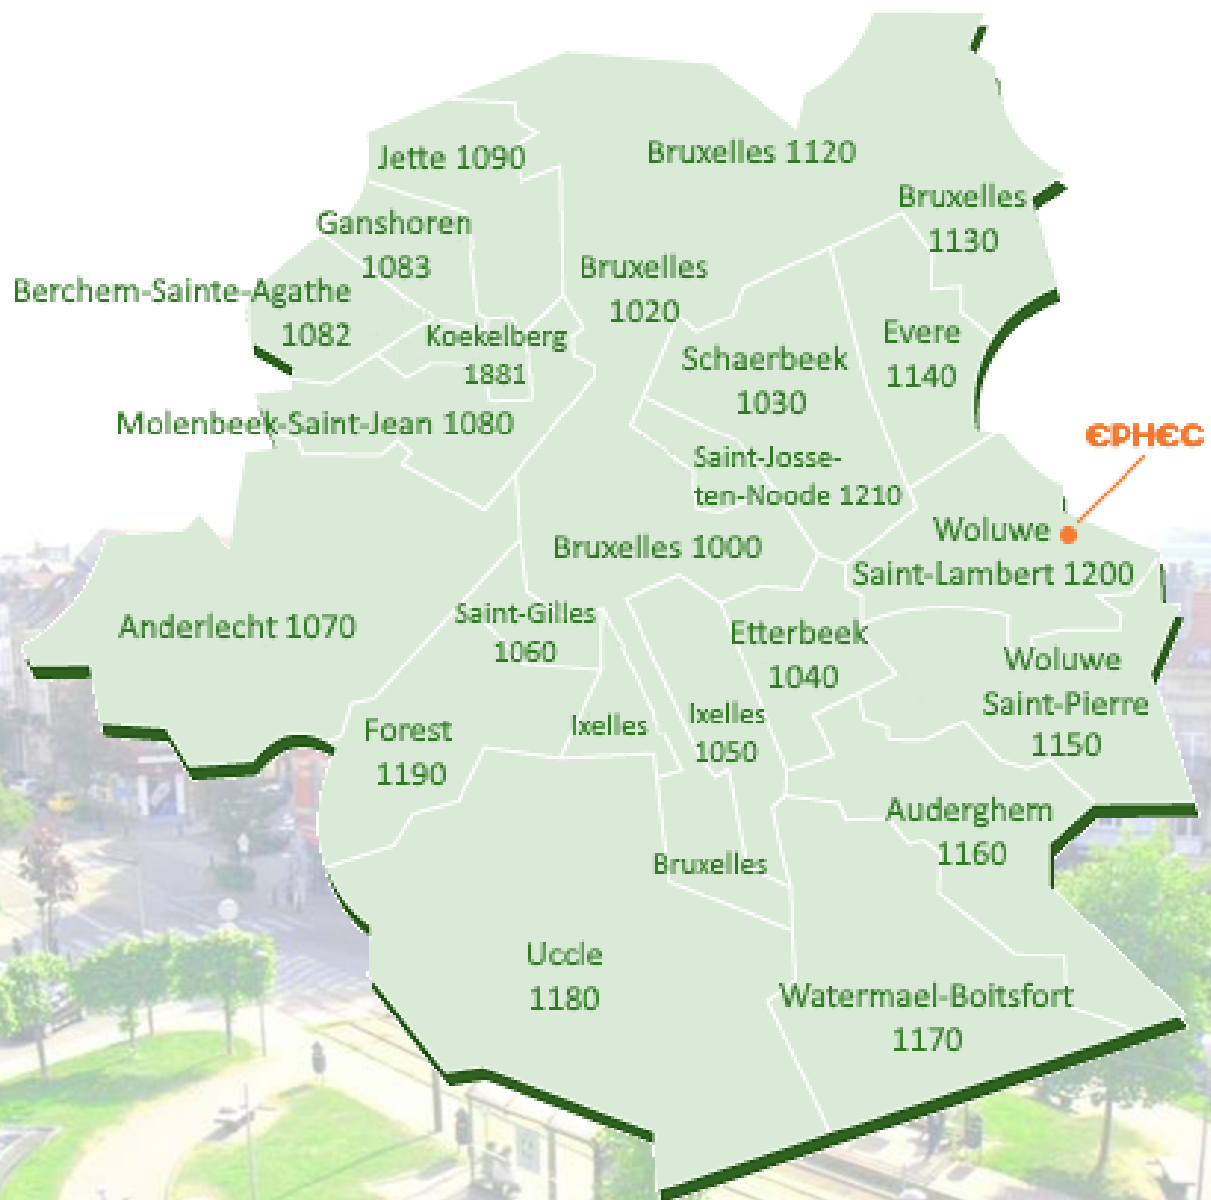 Jette 1090
Bruxelles 1120
Bruxelles
1130
Ganshoren
1083
Bruxelles
1020
Berchem-Sainte-Agathe
1082
Koekelberg
1881
Evere
1140
Schaerbeek
1030
Molenbeek-Saint-Jean 1080
EPHEC
Saint-Josse-
ten-Noode 1210
Woluwe
Saint-Lambert 1200
Bruxelles 1000
Anderlecht 1070
Saint-Gilles
1060
Etterbeek
1040
Woluwe
Saint-Pierre
1150
Forest
1190
Ixelles
Ixelles
1050
Auderghem
1160
Bruxelles
Uccle
1180
Watermael-Boitsfort
1170